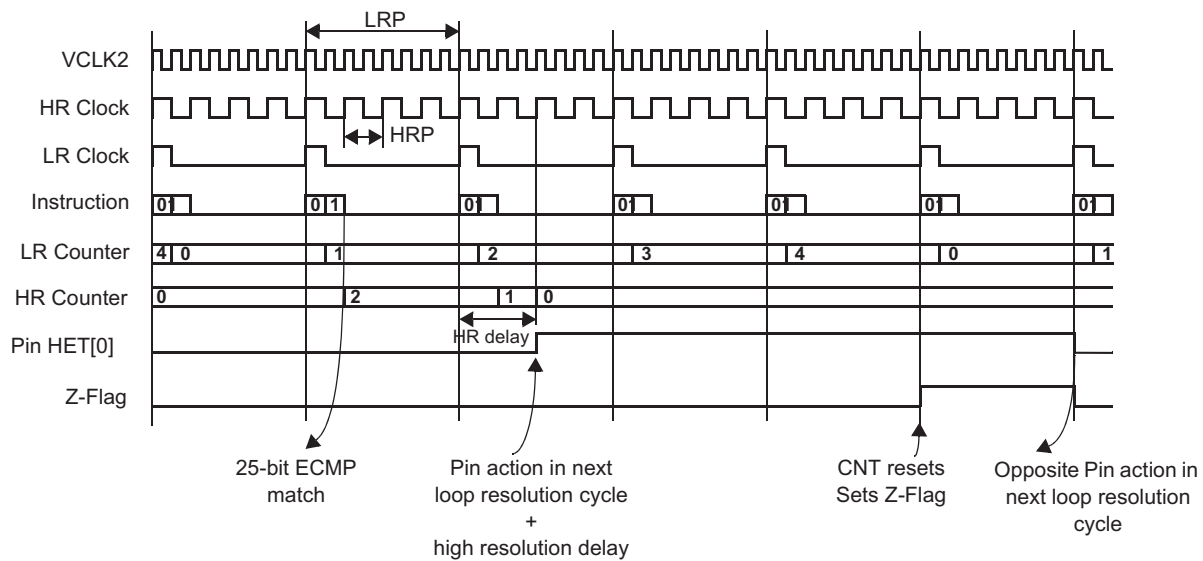 LRP
VCLK2
HR Clock
HRP
LR Clock
Instruction 01 0 1 01 01 01 01 01
LR Counter 4 0 1 2 3 4 0 1
HR Counter 0 2 1 0
HR delay
Pin HET[0]
Z-Flag
25-bit ECMP
match
Pin action in next
loop resolution cycle
+
high resolution delay
CNT resets
Sets Z-Flag
Opposite Pin action in
next loop resolution
cycle